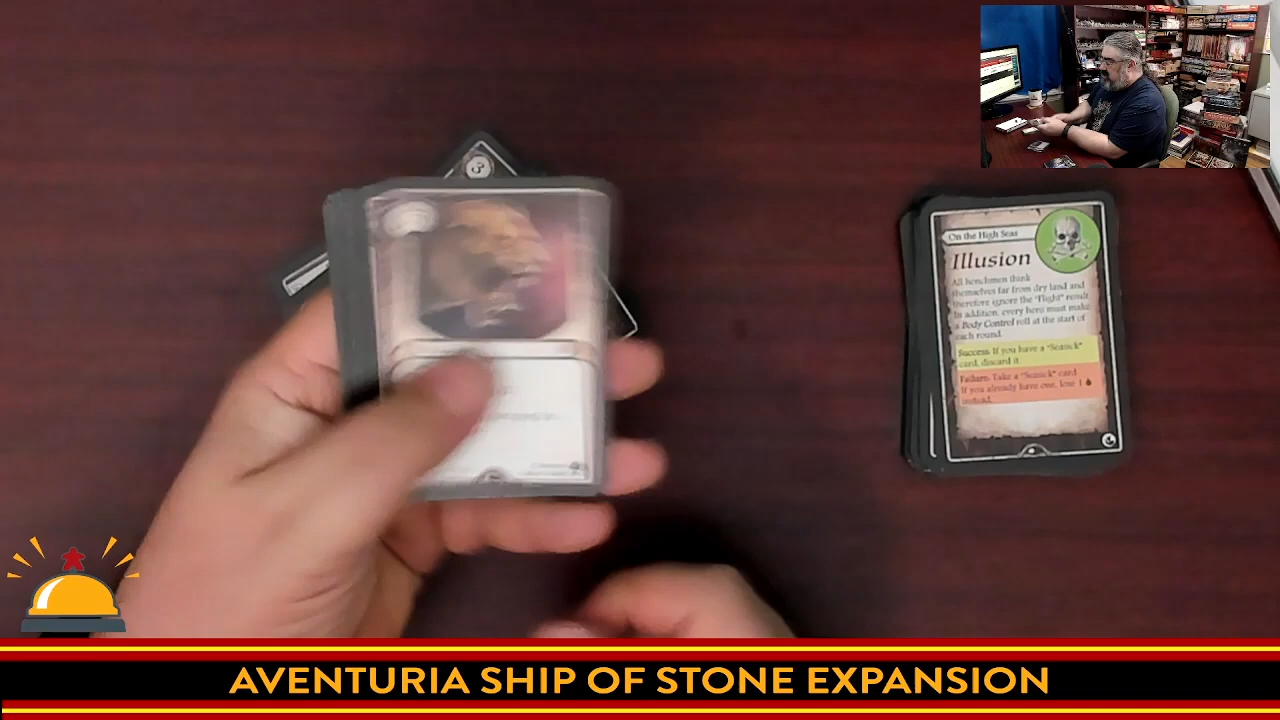 3
On the High Seas
Illusion
All henchmen think
themselves far from dry land and
therefore ignore the "Flight" result.
In addition, every hero must make
a Body Control roll at the start of
each round.
Success: If you have a "Seasick"
card, discard it.
Failure: Take a "Seasick" card.
If you already have one, lose 1
instead.
AVENTURIA SHIP OF STONE EXPANSION